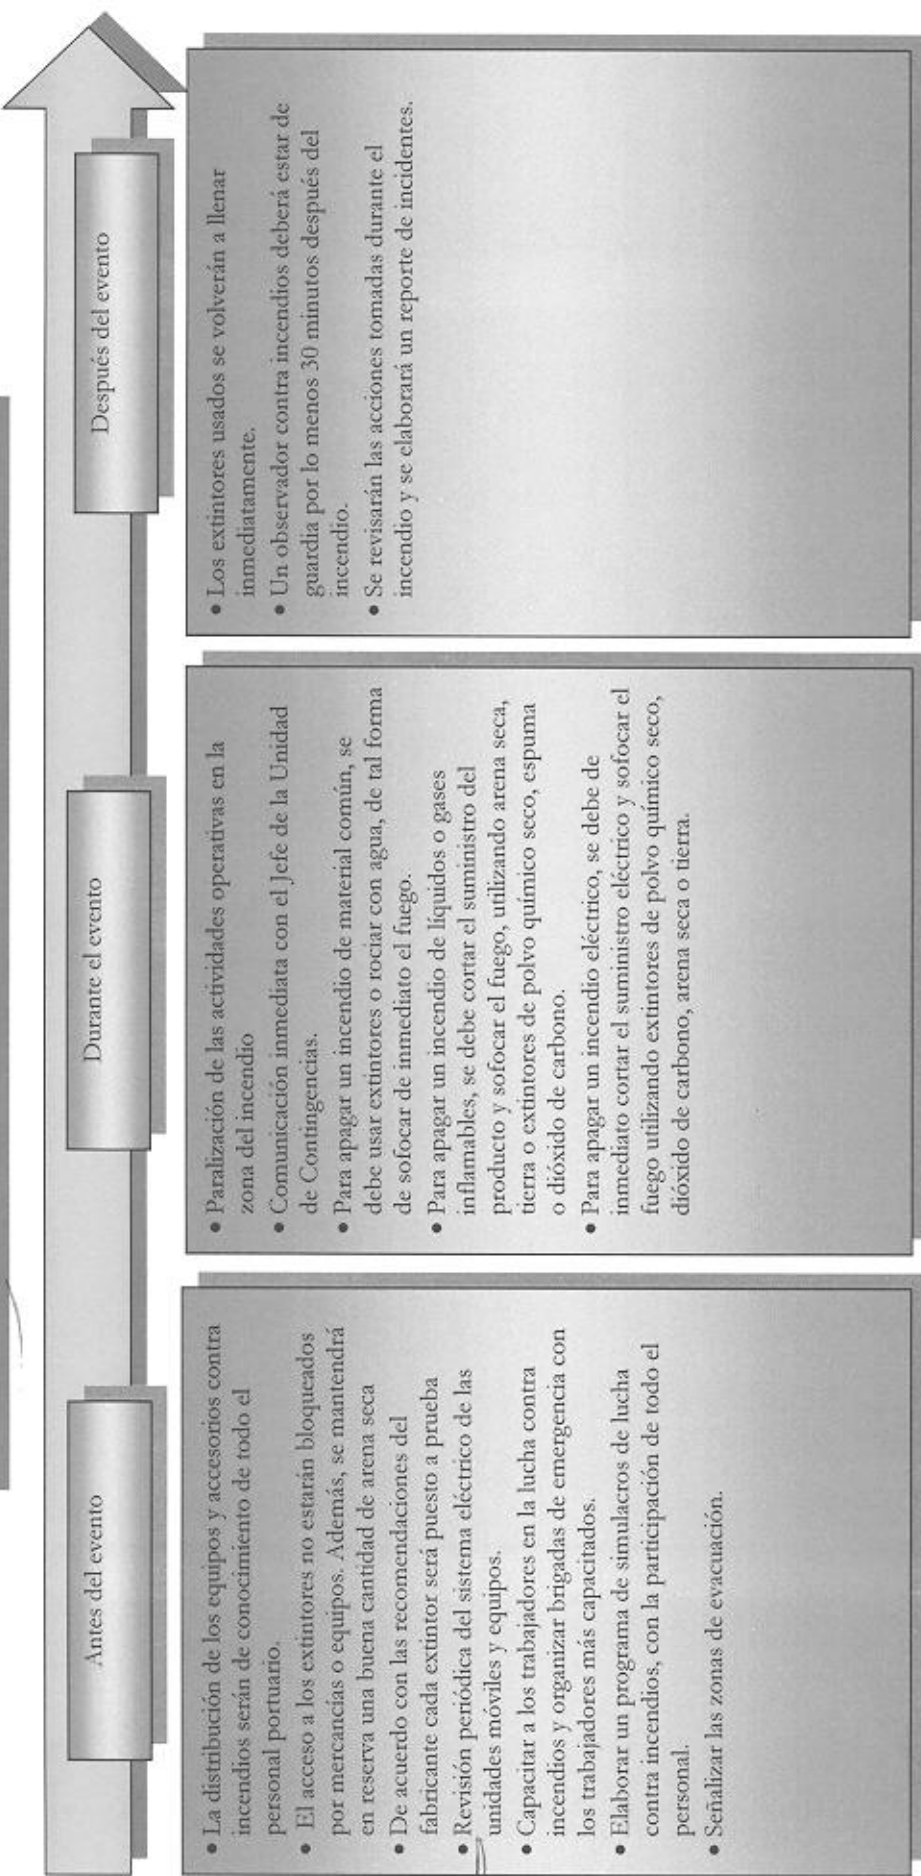 Antes del evento
• La distribución de los equipos y accesorios contra
incendios serán de conocimiento de todo el
personal portuario.
• El acceso a los extintores no estarán bloqueados
por mercancías o equipos. Además, se mantendrá
en reserva una buena cantidad de arena seca
• De acuerdo con las recomendaciones del
fabricante cada extintor será puesto a prueba
• Revisión periódica del sistema eléctrico de las
unidades móviles y equipos.
• Capacitar a los trabajadores en la lucha contra
incendios y organizar brigadas de emergencia con
los trabajadores más capacitados.
• Elaborar un programa de simulacros de lucha
contra incendios, con la participación de todo el
personal.
• Señalizar las zonas de evacuación.
Durante el evento
• Paralización de las actividades operativas en la
zona del incendio
• Comunicación inmediata con el Jefe de la Unidad
de Contingencias.
• Para apagar un incendio de material común, se
debe usar extintores o rociar con agua, de tal forma
de sofocar de inmediato el fuego.
• Para apagar un incendio de líquidos o gases
inflamables, se debe cortar el suministro del
producto y sofocar el fuego, utilizando arena seca,
tierra o extintores de polvo químico seco, espuma
o dióxido de carbono.
• Para apagar un incendio eléctrico, se debe de
inmediato cortar el suministro eléctrico y sofocar el
fuego utilizando extintores de polvo químico seco,
dióxido de carbono, arena seca o tierra.
Después del evento
• Los extintores usados se volverán a llenar
inmediatamente.
• Un observador contra incendios deberá estar de
guardia por lo menos 30 minutos después del
incendio.
• Se revisarán las acciones tomadas durante el
incendio y se elaborará un reporte de incidentes.